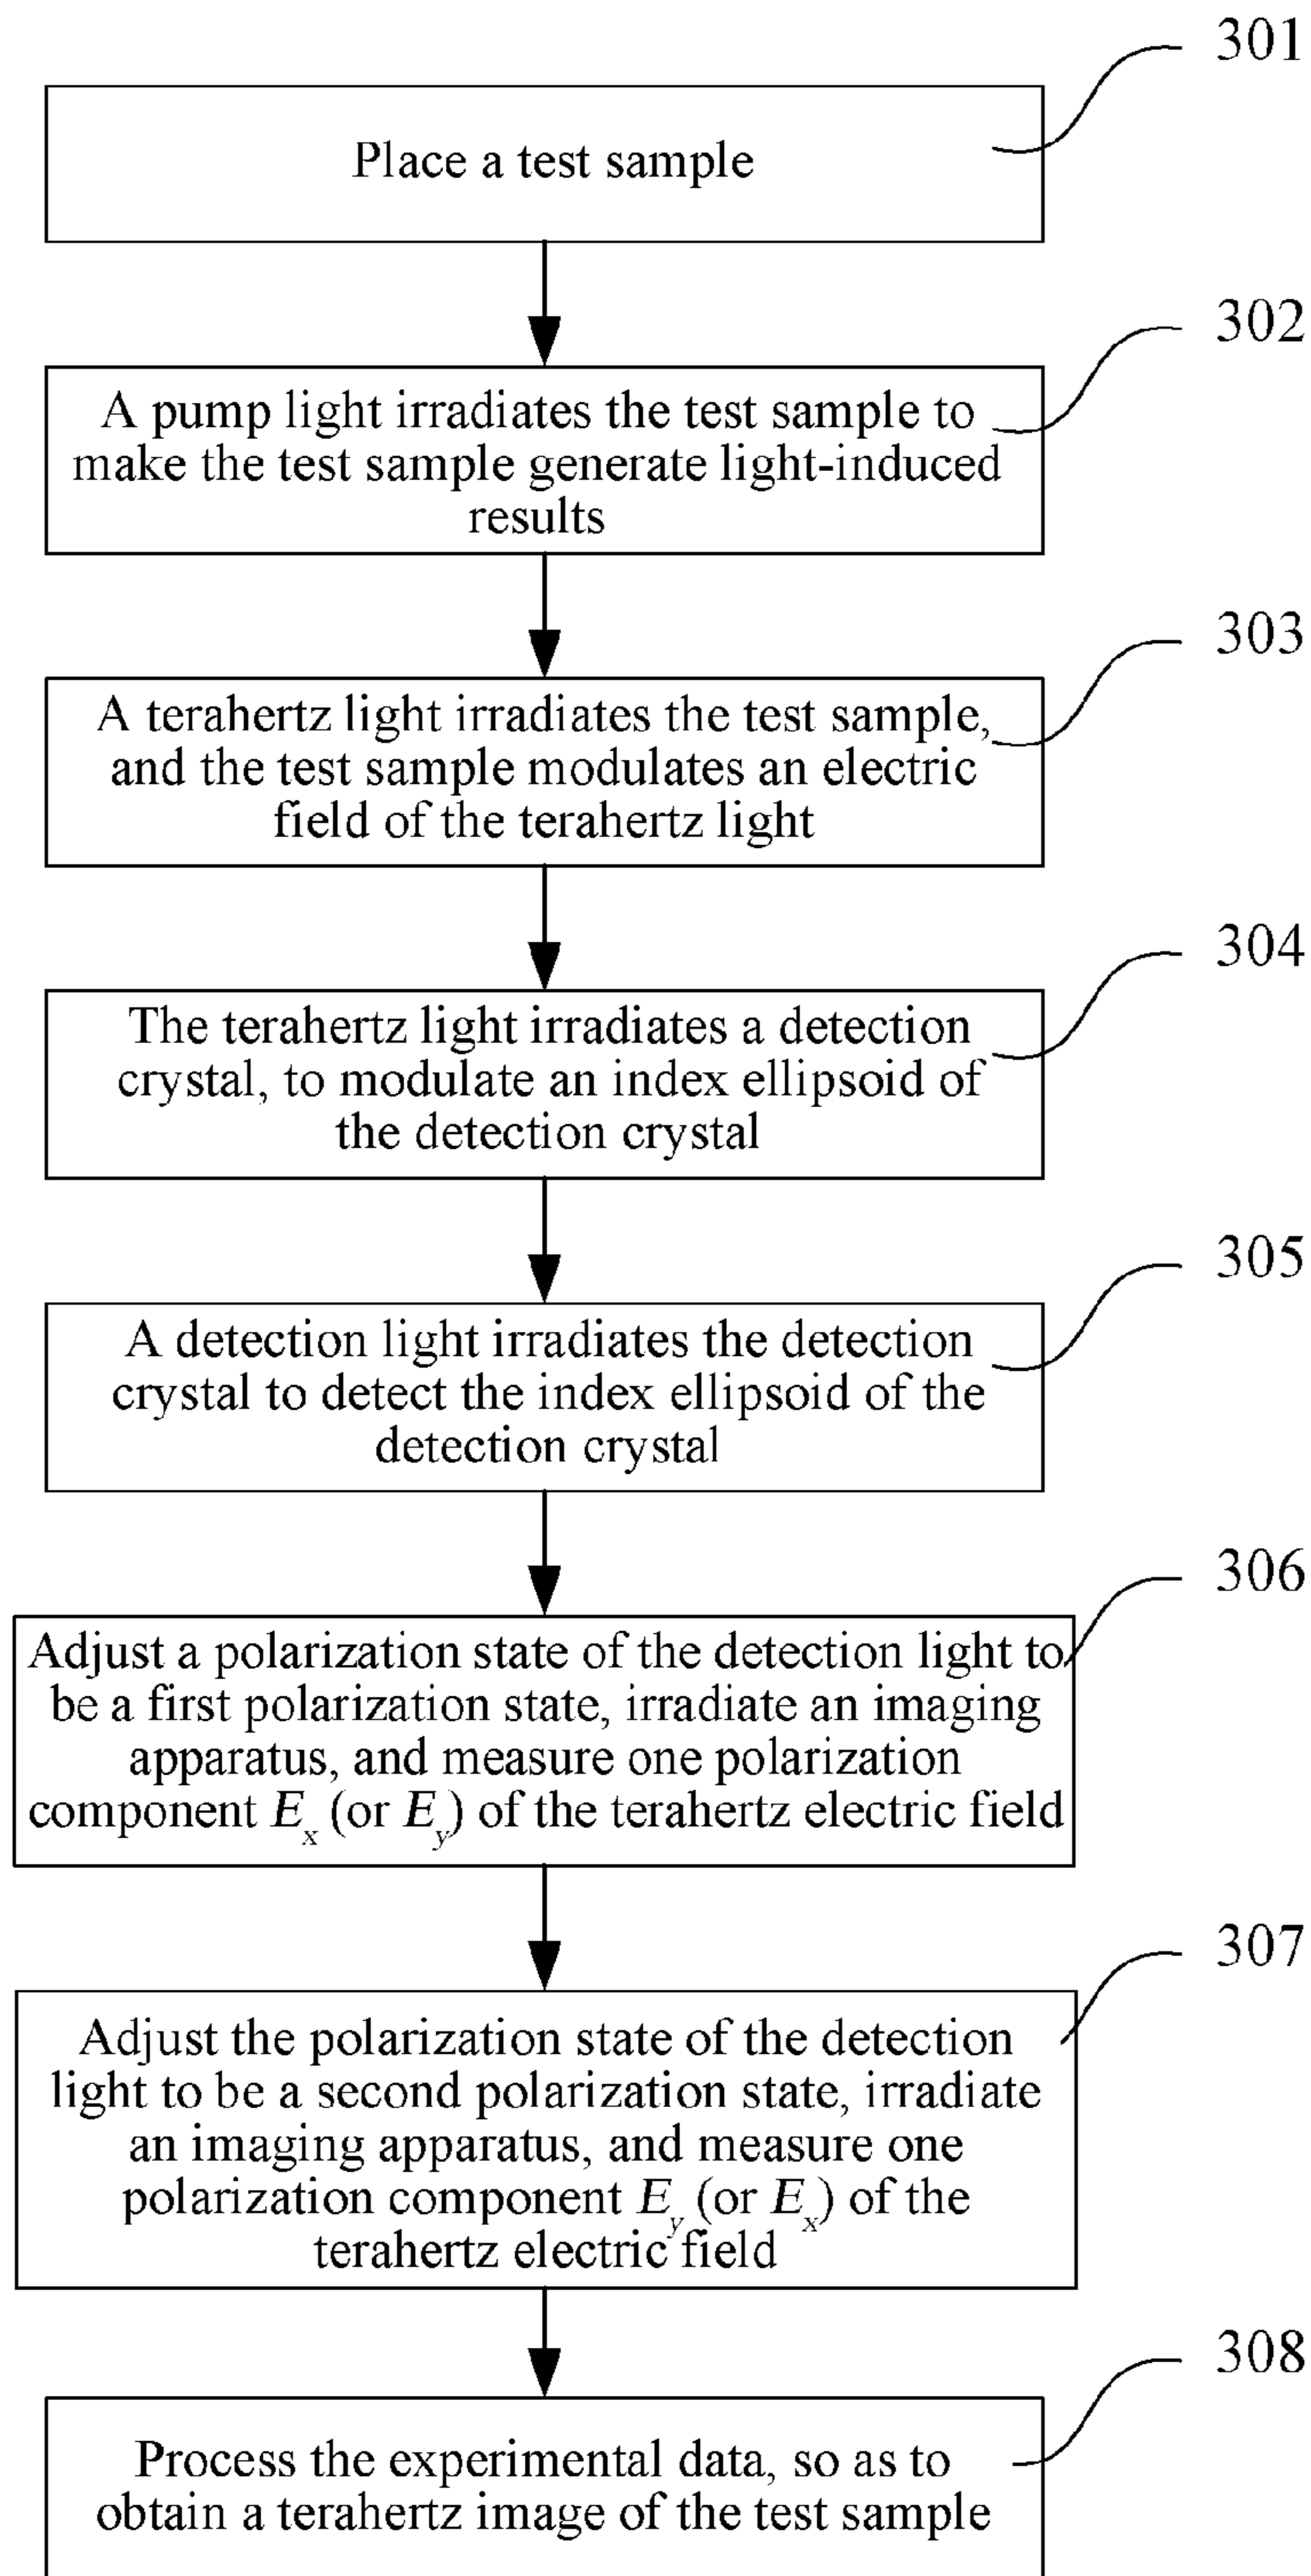 301
Place a test sample
302
A pump light irradiates the test sample to
make the test sample generate light-induced
results
303
A terahertz light irradiates the test sample,
and the test sample modulates an electric
field of the terahertz light
304
The terahertz light irradiates a detection
crystal, to modulate an index ellipsoid of
the detection crystal
305
A detection light irradiates the detection
crystal to detect the index ellipsoid of the
detection crystal
306
Adjust a polarization state of the detection light to
be a first polarization state, irradiate an imaging
apparatus, and measure one polarization
component Ex (or Ey) of the terahertz electric field
307
Adjust the polarization state of the detection
light to be a second polarization state, irradiate
an imaging apparatus, and measure one
polarization component Ey (or Ex) of the
terahertz electric field
308
Process the experimental data, so as to
obtain a terahertz image of the test sample